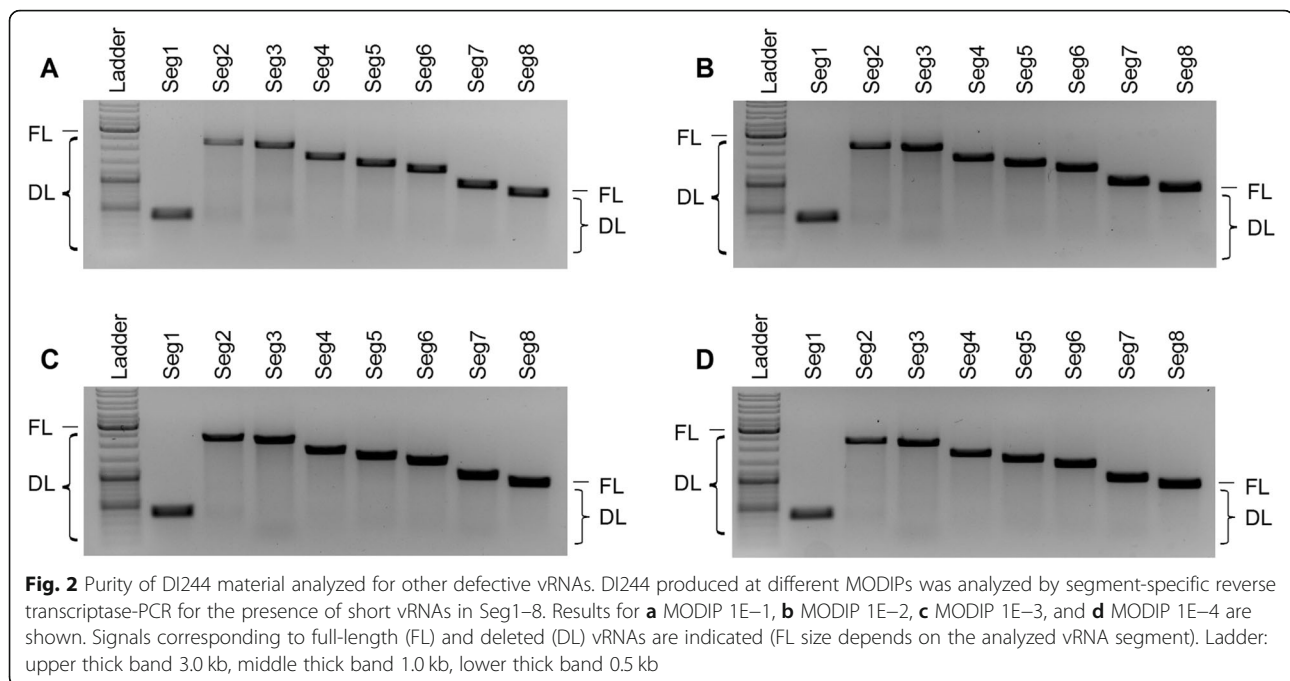 A
Ladder
Seg1
Seg2
Seg3
Seg4
Seg5
Seg6
Seg7
Seg8
FL
DL
FL
DL
B
Ladder
Seg1
Seg2
Seg3
Seg4
Seg5
Seg6
Seg7
Seg8
FL
DL
FL
DL
C
Ladder
Seg1
Seg2
Seg3
Seg4
Seg5
Seg6
Seg7
Seg8
FL
DL
FL
DL
D
Ladder
Seg1
Seg2
Seg3
Seg4
Seg5
Seg6
Seg7
Seg8
FL
DL
FL
DL
Fig. 2 Purity of DI244 material analyzed for other defective vRNAs. DI244 produced at different MODIPs was analyzed by segment-specific reverse
transcriptase-PCR for the presence of short vRNAs in Seg1–8. Results for a MODIP 1E−1, b MODIP 1E−2, c MODIP 1E−3, and d MODIP 1E−4 are
shown. Signals corresponding to full-length (FL) and deleted (DL) vRNAs are indicated (FL size depends on the analyzed vRNA segment). Ladder:
upper thick band 3.0 kb, middle thick band 1.0 kb, lower thick band 0.5 kb